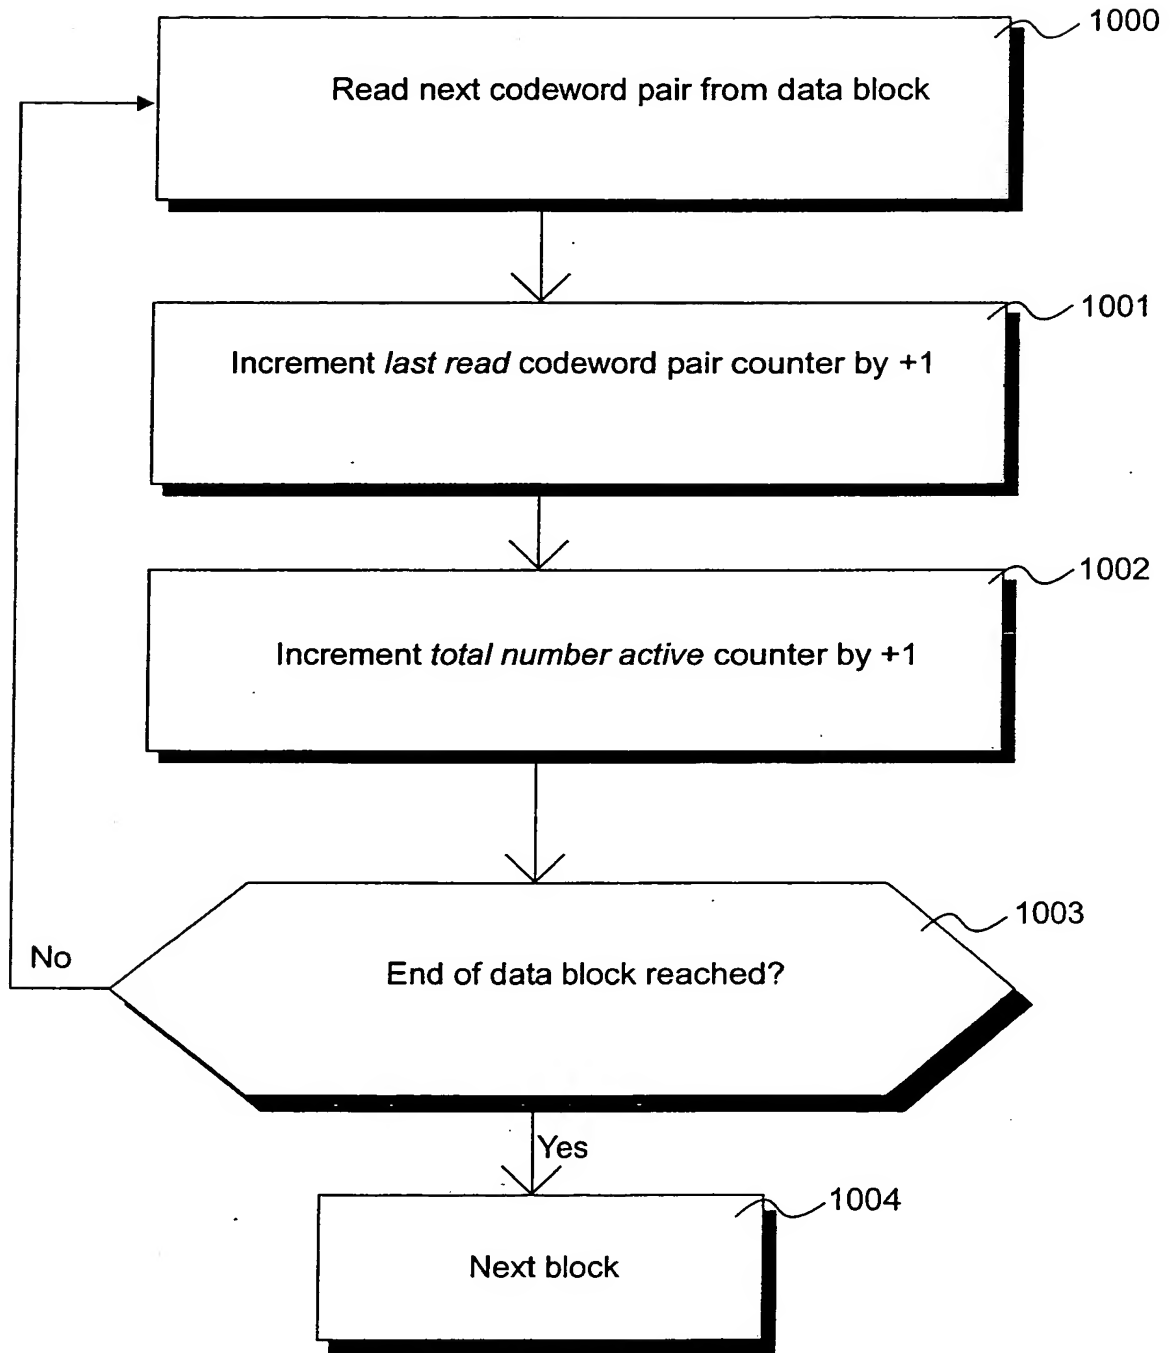 1000
Read next codeword pair from data block
1001
Increment last read codeword pair counter by +1
1002
Increment total number active counter by +1
1003
No
End of data block reached?
Yes
1004
Next block